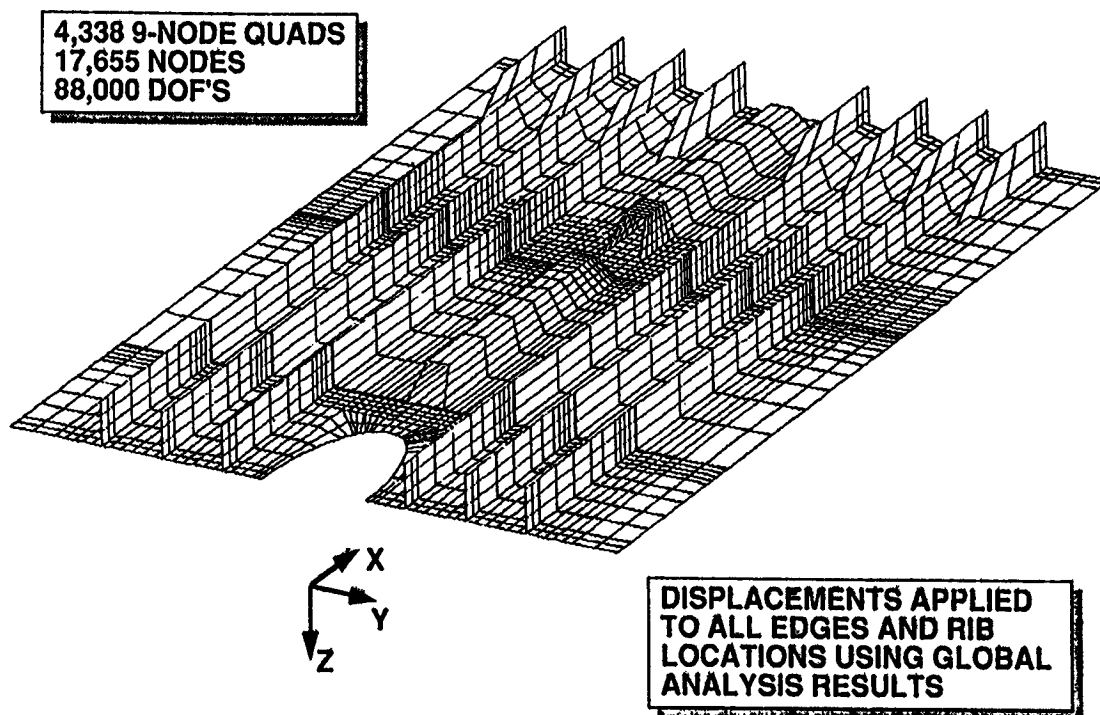 4,338 9-NODE QUADS
17,655 NODES
88,000 DOF'S
X
Y
Z
DISPLACEMENTS APPLIED
TO ALL EDGES AND RIB
LOCATIONS USING GLOBAL
ANALYSIS RESULTS